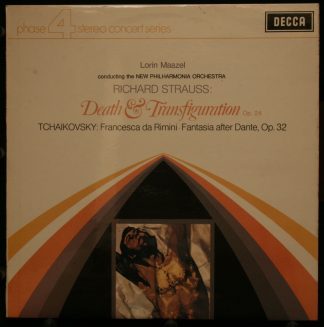 phase 4 stereo concert series
DECCA
Lorin Maazel
conducting the NEW PHILHARMONIA ORCHESTRA
RICHARD STRAUSS:
Death & Transfiguration Op. 24
TCHAIKOVSKY: Francesca da Rimini Fantasia after Dante, Op. 32